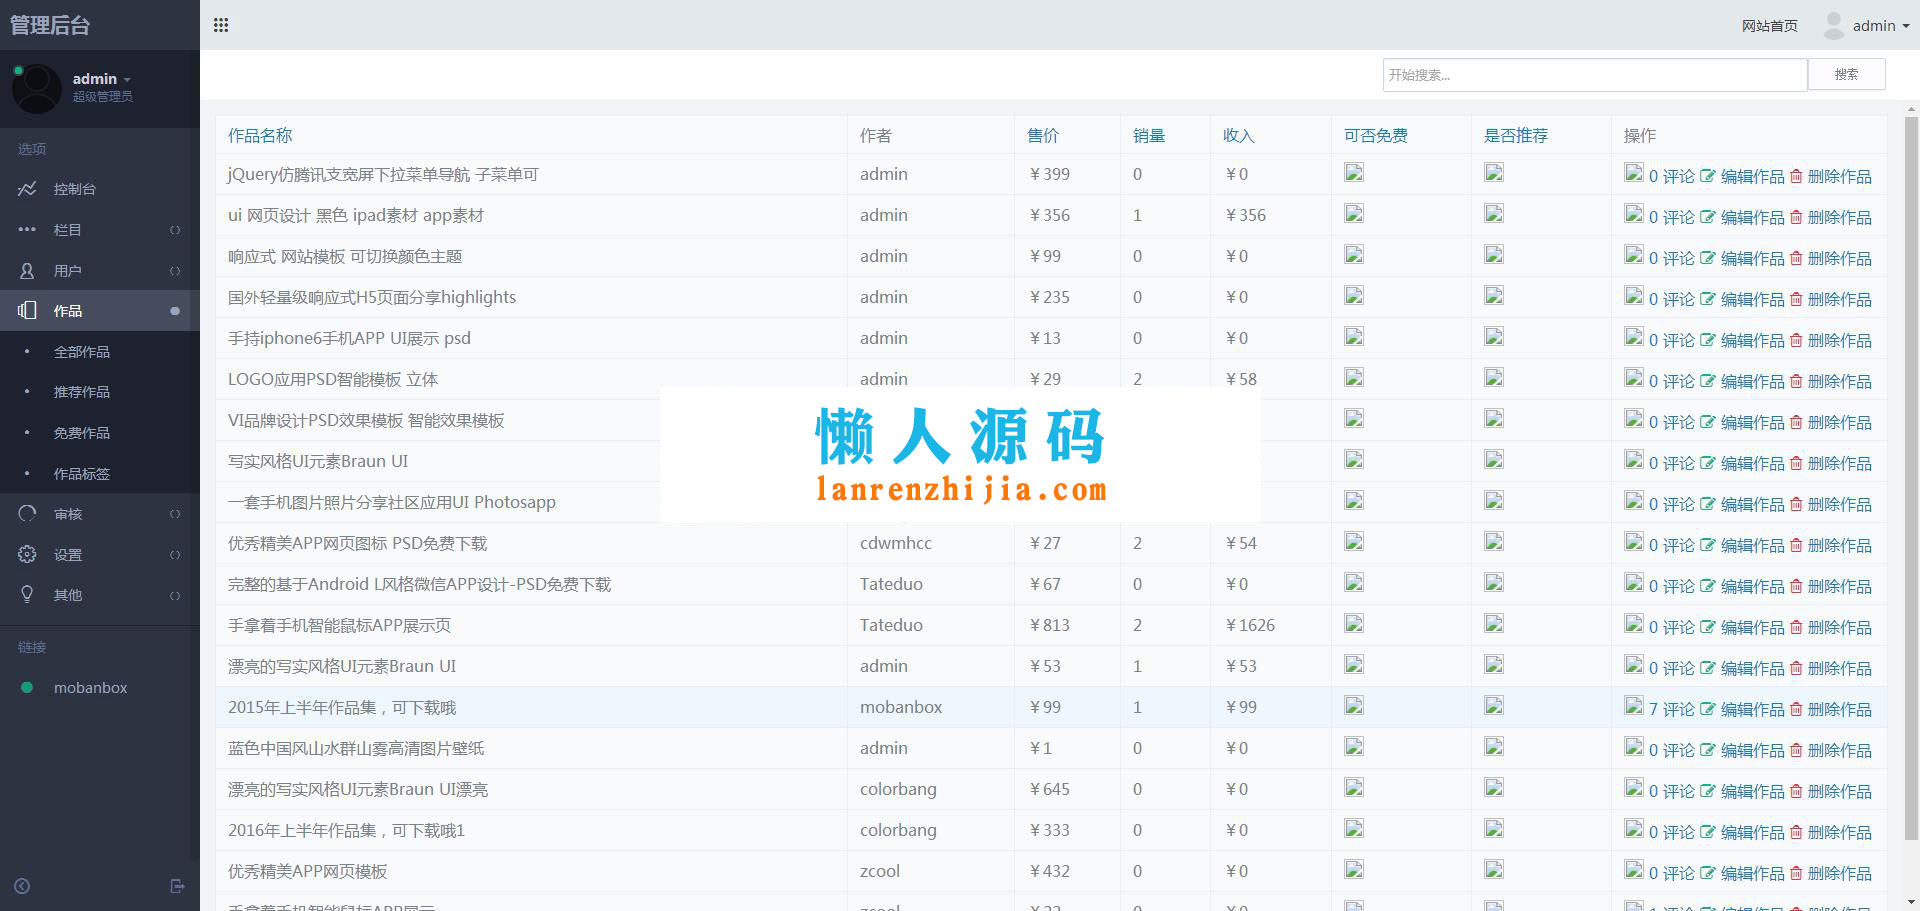 管理后台
网站首页 admin
admin
超级管理员
开始搜索... 搜索
选项
控制台
栏目
用户
作品
全部作品
推荐作品
免费作品
作品标签
审核
设置
其他
链接
mobanbox
作品名称 作者 售价 销量 收入 可否免费 是否推荐 操作
jQuery仿腾讯支宽屏下拉菜单导航 子菜单可 admin ¥399 0 ¥0 0 评论 编辑作品 删除作品
ui 网页设计 黑色 ipad素材 app素材 admin ¥356 1 ¥356 0 评论 编辑作品 删除作品
响应式 网站模板 可切换颜色主题 admin ¥99 0 ¥0 0 评论 编辑作品 删除作品
国外轻量级响应式H5页面分享highlights admin ¥235 0 ¥0 0 评论 编辑作品 删除作品
手持iphone6手机APP UI展示 psd admin ¥13 0 ¥0 0 评论 编辑作品 删除作品
LOGO应用PSD智能模板 立体 admin ¥29 2 ¥58 0 评论 编辑作品 删除作品
VI品牌设计PSD效果模板 智能效果模板 0 评论 编辑作品 删除作品
写实风格UI元素Braun UI 0 评论 编辑作品 删除作品
一套手机图片照片分享社区应用UI Photosapp 0 评论 编辑作品 删除作品
懒人源码
lanrenzhijia.com
优秀精美APP网页图标 PSD免费下载 cdwmhcc ¥27 2 ¥54 0 评论 编辑作品 删除作品
完整的基于Android L风格微信APP设计-PSD免费下载 Tateduo ¥67 0 ¥0 0 评论 编辑作品 删除作品
手拿着手机智能鼠标APP展示页 Tateduo ¥813 2 ¥1626 0 评论 编辑作品 删除作品
漂亮的写实风格UI元素Braun UI admin ¥53 1 ¥53 0 评论 编辑作品 删除作品
2015年上半年作品集，可下载哦 mobanbox ¥99 1 ¥99 7 评论 编辑作品 删除作品
蓝色中国风山水群山雾高清图片壁纸 admin ¥1 0 ¥0 0 评论 编辑作品 删除作品
漂亮的写实风格UI元素Braun UI漂亮 colorbang ¥645 0 ¥0 0 评论 编辑作品 删除作品
2016年上半年作品集，可下载哦1 colorbang ¥333 0 ¥0 0 评论 编辑作品 删除作品
优秀精美APP网页模板 zcool ¥432 0 ¥0 0 评论 编辑作品 删除作品